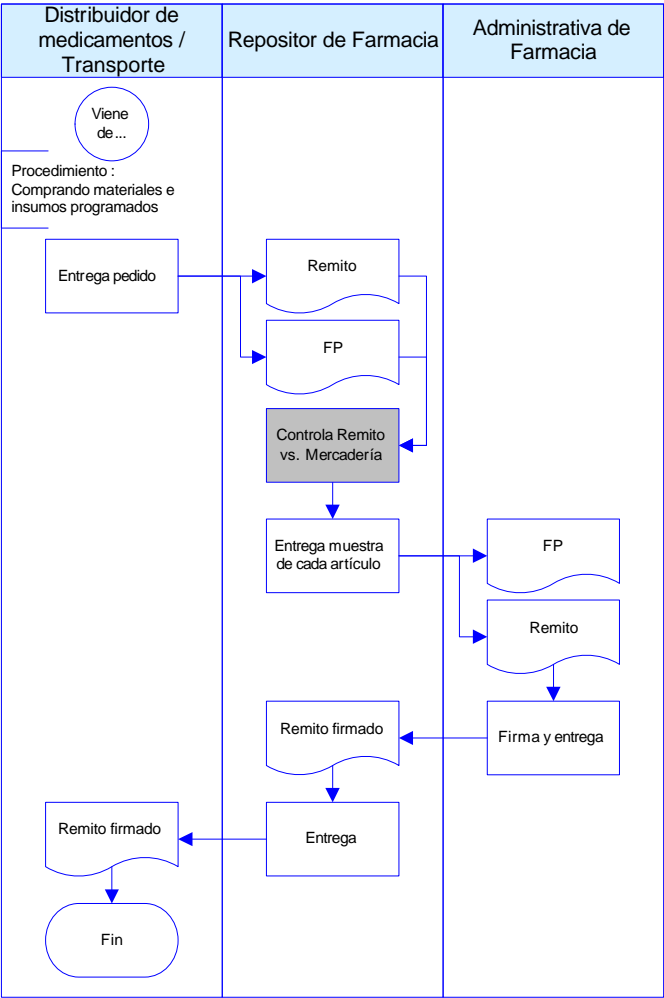 Distribuidor de
medicamentos /
Transporte
Repositor de Farmacia
Administrativa de
Farmacia
Viene
de...
Procedimiento :
Comprando materiales e
insumos programados
Entrega pedido
Remito
FP
Controla Remito
vs. Mercadería
Entrega muestra
de cada artículo
FP
Remito
Firma y entrega
Remito firmado
Entrega
Remito firmado
Fin